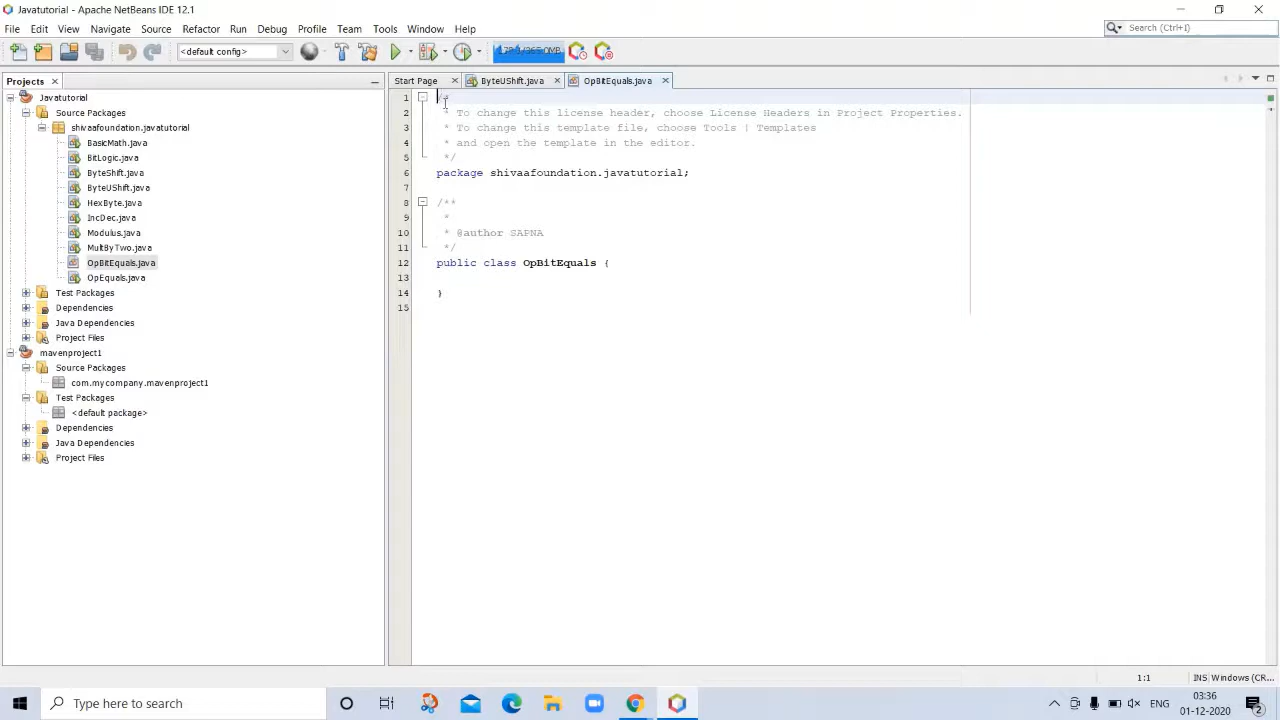 Javatutorial - Apache NetBeans IDE 12.1
File Edit View Navigate Source Refactor Run Debug Profile Team Tools Window Help
Search (Ctrl+I)
<default config>
Projects
Start Page
ByteUShift.java
OpBitEquals.java
Javatutorial
Source Packages
shivaafoundation.javatutorial
BasicMath.java
BitLogic.java
ByteShift.java
ByteUShift.java
HexByte.java
IncDec.java
Modulus.java
MultByTwo.java
OpBitEquals.java
OpEquals.java
Test Packages
Dependencies
Java Dependencies
Project Files
mavenproject1
Source Packages
com.mycompany.mavenproject1
Test Packages
<default package>
Dependencies
Java Dependencies
Project Files
1 /*
2 * To change this license header, choose License Headers in Project Properties.
3 * To change this template file, choose Tools | Templates
4 * and open the template in the editor.
5 */
6 package shivaafoundation.javatutorial;
7
8 /**
9 *
10 * @author SAPNA
11 */
12 public class OpBitEquals {
13
14 }
15
1:1
INS
Windows (CR...
Type here to search
ENG
03:36
01-12-2020
2